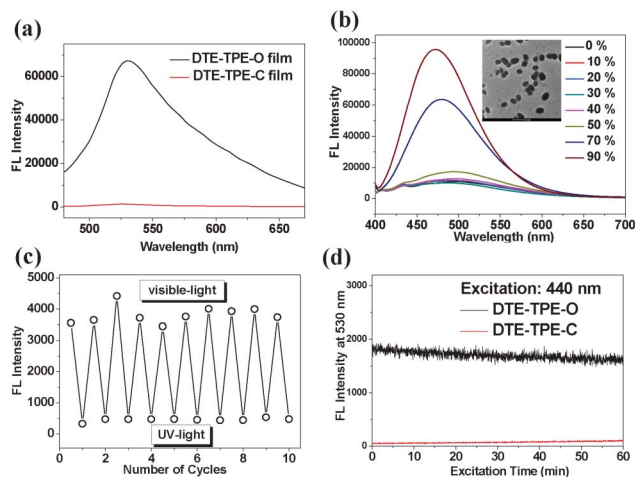 (a)
DTE-TPE-O film
DTE-TPE-C film
FL Intensity
60000
40000
20000
0
500
550
600
650
Wavelength (nm)
(b)
0 %
10 %
20 %
30 %
40 %
50 %
70 %
90 %
FL Intensity
100000
80000
60000
40000
20000
0
400
450
500
550
600
650
700
Wavelength (nm)
(c)
visible-light
UV-light
FL Intensity
5000
4000
3000
2000
1000
0
0
2
4
6
8
10
Number of Cycles
(d)
Excitation: 440 nm
DTE-TPE-O
DTE-TPE-C
FL Intensity at 530 nm
3000
2000
1000
0
0
10
20
30
40
50
60
Excitation Time (min)